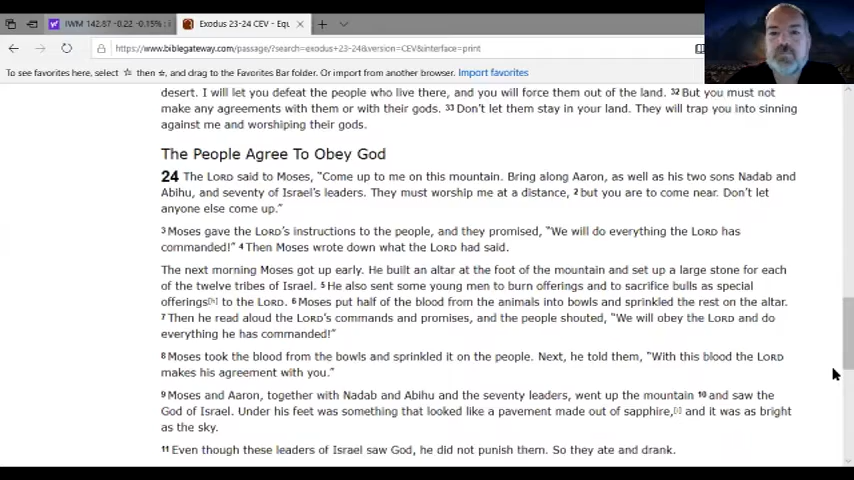 IWM 142.87 -0.22 -0.15% : i
Exodus 23-24 CEV - Equ
https://www.biblegateway.com/passage/?search=exodus+23-24&version=CEV&interface=print
To see favorites here, select ☆ then ☆, and drag to the Favorites Bar folder. Or import from another browser. Import favorites
desert. I will let you defeat the people who live there, and you will force them out of the land. 32 But you must not
make any agreements with them or with their gods. 33 Don't let them stay in your land. They will trap you into sinning
against me and worshiping their gods.
The People Agree To Obey God
24 The LORD said to Moses, "Come up to me on this mountain. Bring along Aaron, as well as his two sons Nadab and
Abihu, and seventy of Israel's leaders. They must worship me at a distance, 2 but you are to come near. Don't let
anyone else come up."
3 Moses gave the LORD's instructions to the people, and they promised, "We will do everything the LORD has
commanded!" 4 Then Moses wrote down what the LORD had said.
The next morning Moses got up early. He built an altar at the foot of the mountain and set up a large stone for each
of the twelve tribes of Israel. 5 He also sent some young men to burn offerings and to sacrifice bulls as special
offerings to the LORD. 6 Moses put half of the blood from the animals into bowls and sprinkled the rest on the altar.
7 Then he read aloud the LORD's commands and promises, and the people shouted, "We will obey the LORD and do
everything he has commanded!"
8 Moses took the blood from the bowls and sprinkled it on the people. Next, he told them, "With this blood the LORD
makes his agreement with you."
9 Moses and Aaron, together with Nadab and Abihu and the seventy leaders, went up the mountain 10 and saw the
God of Israel. Under his feet was something that looked like a pavement made out of sapphire, and it was as bright
as the sky.
11 Even though these leaders of Israel saw God, he did not punish them. So they ate and drank.